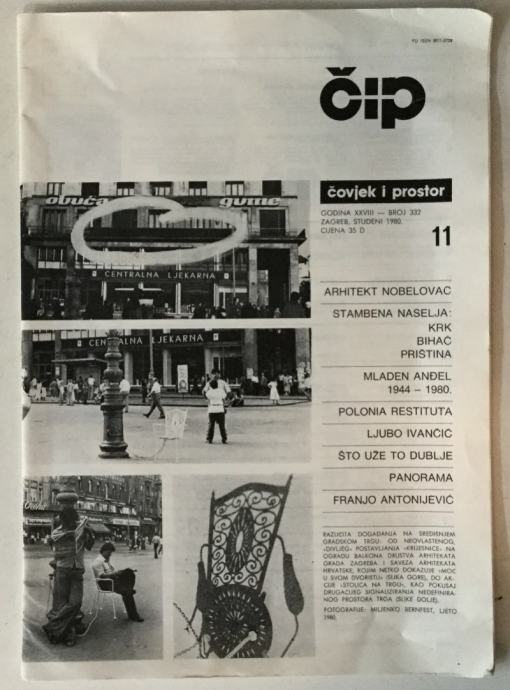 YU ISSN 0011-0728
čip
čovjek i prostor
GODINA XXVIII — BROJ 332
ZAGREB, STUDENI 1980.
CIJENA 35 D
11
obuća gume
CENTRALNA LJEKARNA
CENTRALNA LJEKARNA
ARHITEKT NOBELOVAC
STAMBENA NASELJA:
KRK
BIHAĆ
PRIŠTINA
MLADEN ANĐEL
1944 – 1980.
POLONIA RESTITUTA
LJUBO IVANČIĆ
ŠTO UŽE TO DUBLJE
PANORAMA
FRANJO ANTONIJEVIĆ
RAZLIČITA DOGAĐANJA NA SREDIŠNJEM
GRADSKOM TRGU: OD NEOVLAŠTENOG,
»DIVLJEG« POSTAVLJANJA »KRUŽNICE« NA
OGRADU BALKONA DRUŠTVA ARHITEKATA
GRADA ZAGREBA I SAVEZA ARHITEKATA
HRVATSKE, KOJIM NETKO DOKAZUJE »MOĆ
U SVOM DVORIŠTU« (SLIKA GORE), DO AK-
CIJE »STOLICA NA TRGU«, KAO POKUŠAJ
DRUGAČIJEG SIGNALIZIRANJA NEDEFINIRA-
NOG PROSTORA TRGA (SLIKE DOLJE).
FOTOGRAFIJE: MILJENKO BERNFEST, LJETO
1980.